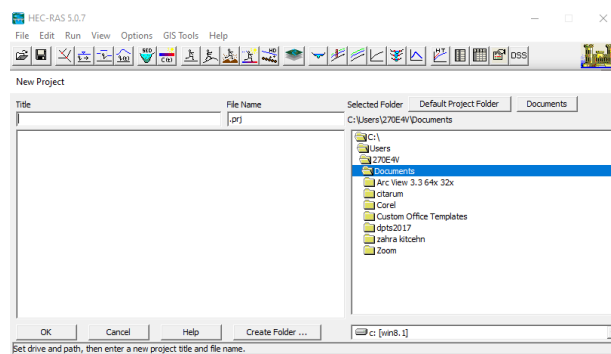 HEC-RAS 5.0.7
File Edit Run View Options GIS Tools Help
DSS
New Project
Title File Name Selected Folder Default Project Folder Documents
.prj C:\Users\270E4V\Documents
C:\
Users
270E4V
Documents
Arc View 3.3 64x 32x
citarum
Corel
Custom Office Templates
dpts2017
zahra kitcehn
Zoom
OK Cancel Help Create Folder ... c: [win8.1]
Set drive and path, then enter a new project title and file name.